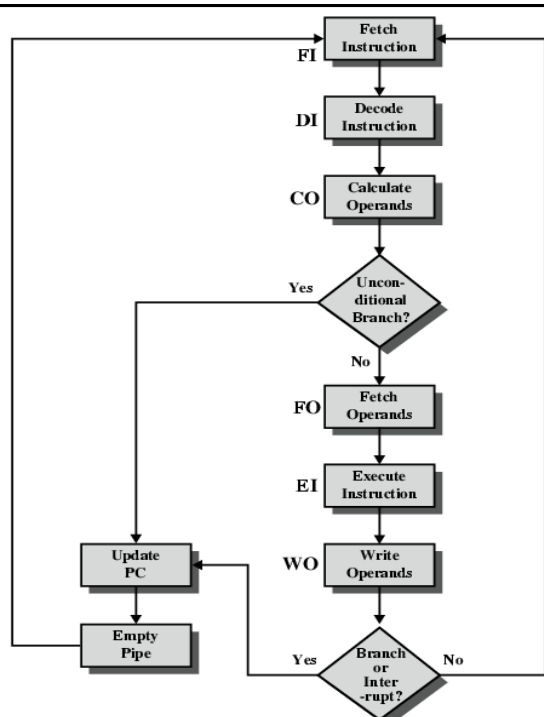 Fetch
Instruction
FI
Decode
Instruction
DI
Calculate
Operands
CO
Yes
Uncon-
ditional
Branch?
No
Fetch
Operands
FO
Execute
Instruction
EI
Update
PC
Write
Operands
WO
Empty
Pipe
Yes
Branch
or
Inter
-rupt?
No